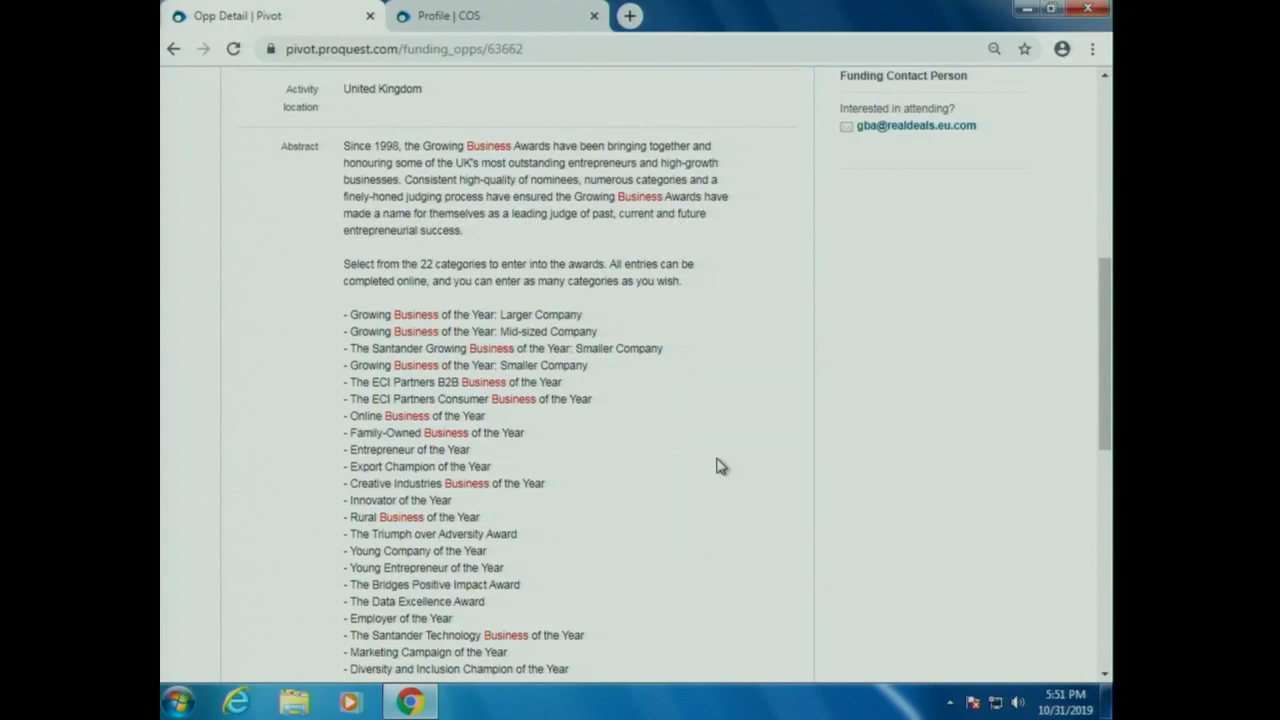 Opp Detail | Pivot
Profile | COS
pivot.proquest.com/funding_opps/63662
Activity location
United Kingdom
Abstract
Since 1998, the Growing Business Awards have been bringing together and
honouring some of the UK's most outstanding entrepreneurs and high-growth
businesses. Consistent high-quality of nominees, numerous categories and a
finely-honed judging process have ensured the Growing Business Awards have
made a name for themselves as a leading judge of past, current and future
entrepreneurial success.
Select from the 22 categories to enter into the awards. All entries can be
completed online, and you can enter as many categories as you wish.
- Growing Business of the Year: Larger Company
- Growing Business of the Year: Mid-sized Company
- The Santander Growing Business of the Year: Smaller Company
- Growing Business of the Year: Smaller Company
- The ECI Partners B2B Business of the Year
- The ECI Partners Consumer Business of the Year
- Online Business of the Year
- Family-Owned Business of the Year
- Entrepreneur of the Year
- Export Champion of the Year
- Creative Industries Business of the Year
- Innovator of the Year
- Rural Business of the Year
- The Triumph over Adversity Award
- Young Company of the Year
- Young Entrepreneur of the Year
- The Bridges Positive Impact Award
- The Data Excellence Award
- Employer of the Year
- The Santander Technology Business of the Year
- Marketing Campaign of the Year
- Diversity and Inclusion Champion of the Year
Funding Contact Person
Interested in attending?
gba@realdeals.eu.com
5:51 PM
10/31/2019